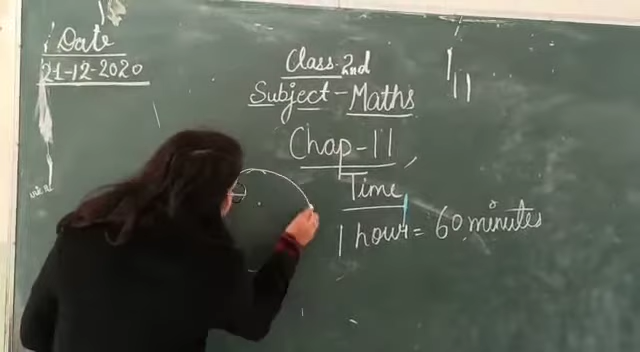 Date
21-12-2020
Class-2nd
Subject-Maths
Chap-11
Time
1 hour = 60 minutes